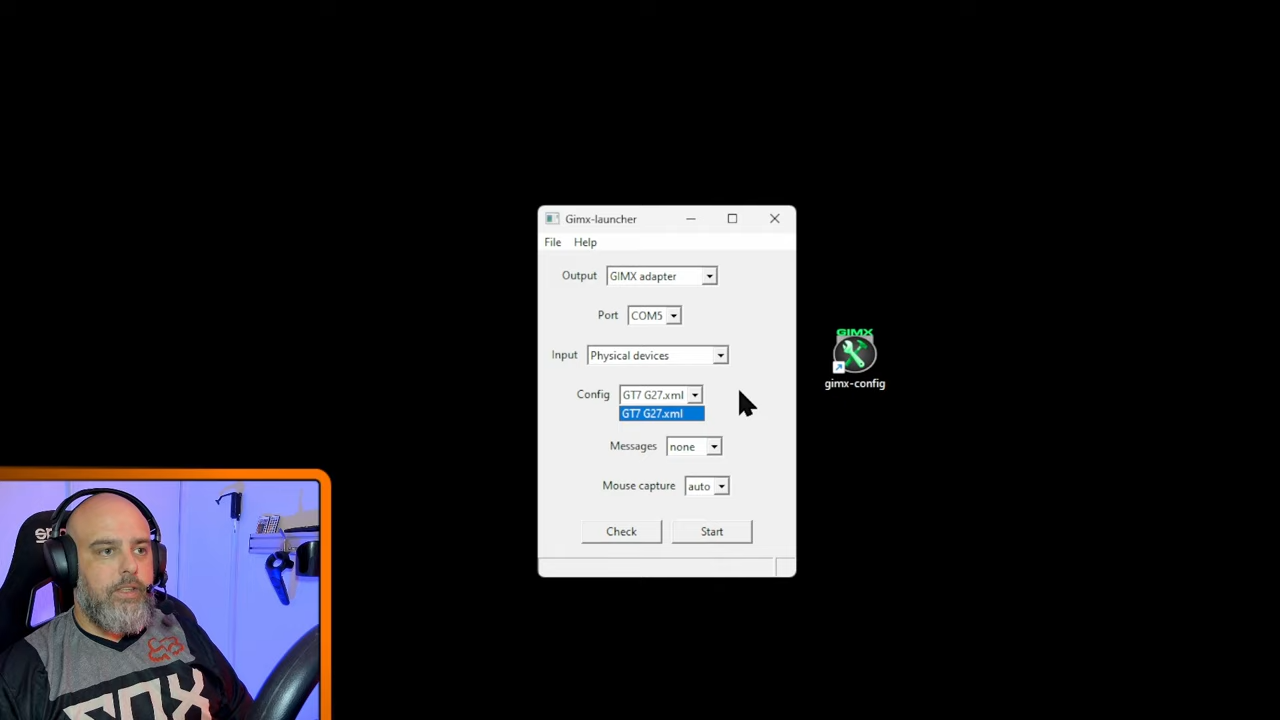 Gimx-launcher
File Help
Output GIMX adapter
Port COM5
Input Physical devices
Config GT7 G27.xml
GT7 G27.xml
Messages none
Mouse capture auto
Check Start
GIMX
gimx-config
FOX